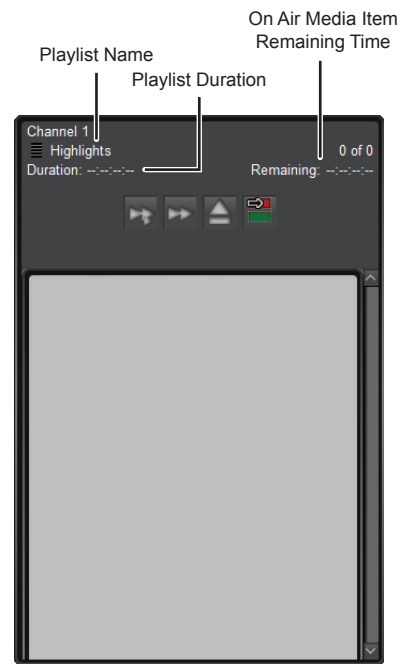 On Air Media Item
Remaining Time
Playlist Name
Playlist Duration
Channel 1
Highlights
0 of 0
Duration: --:--:--:--
Remaining: --:--:--:--